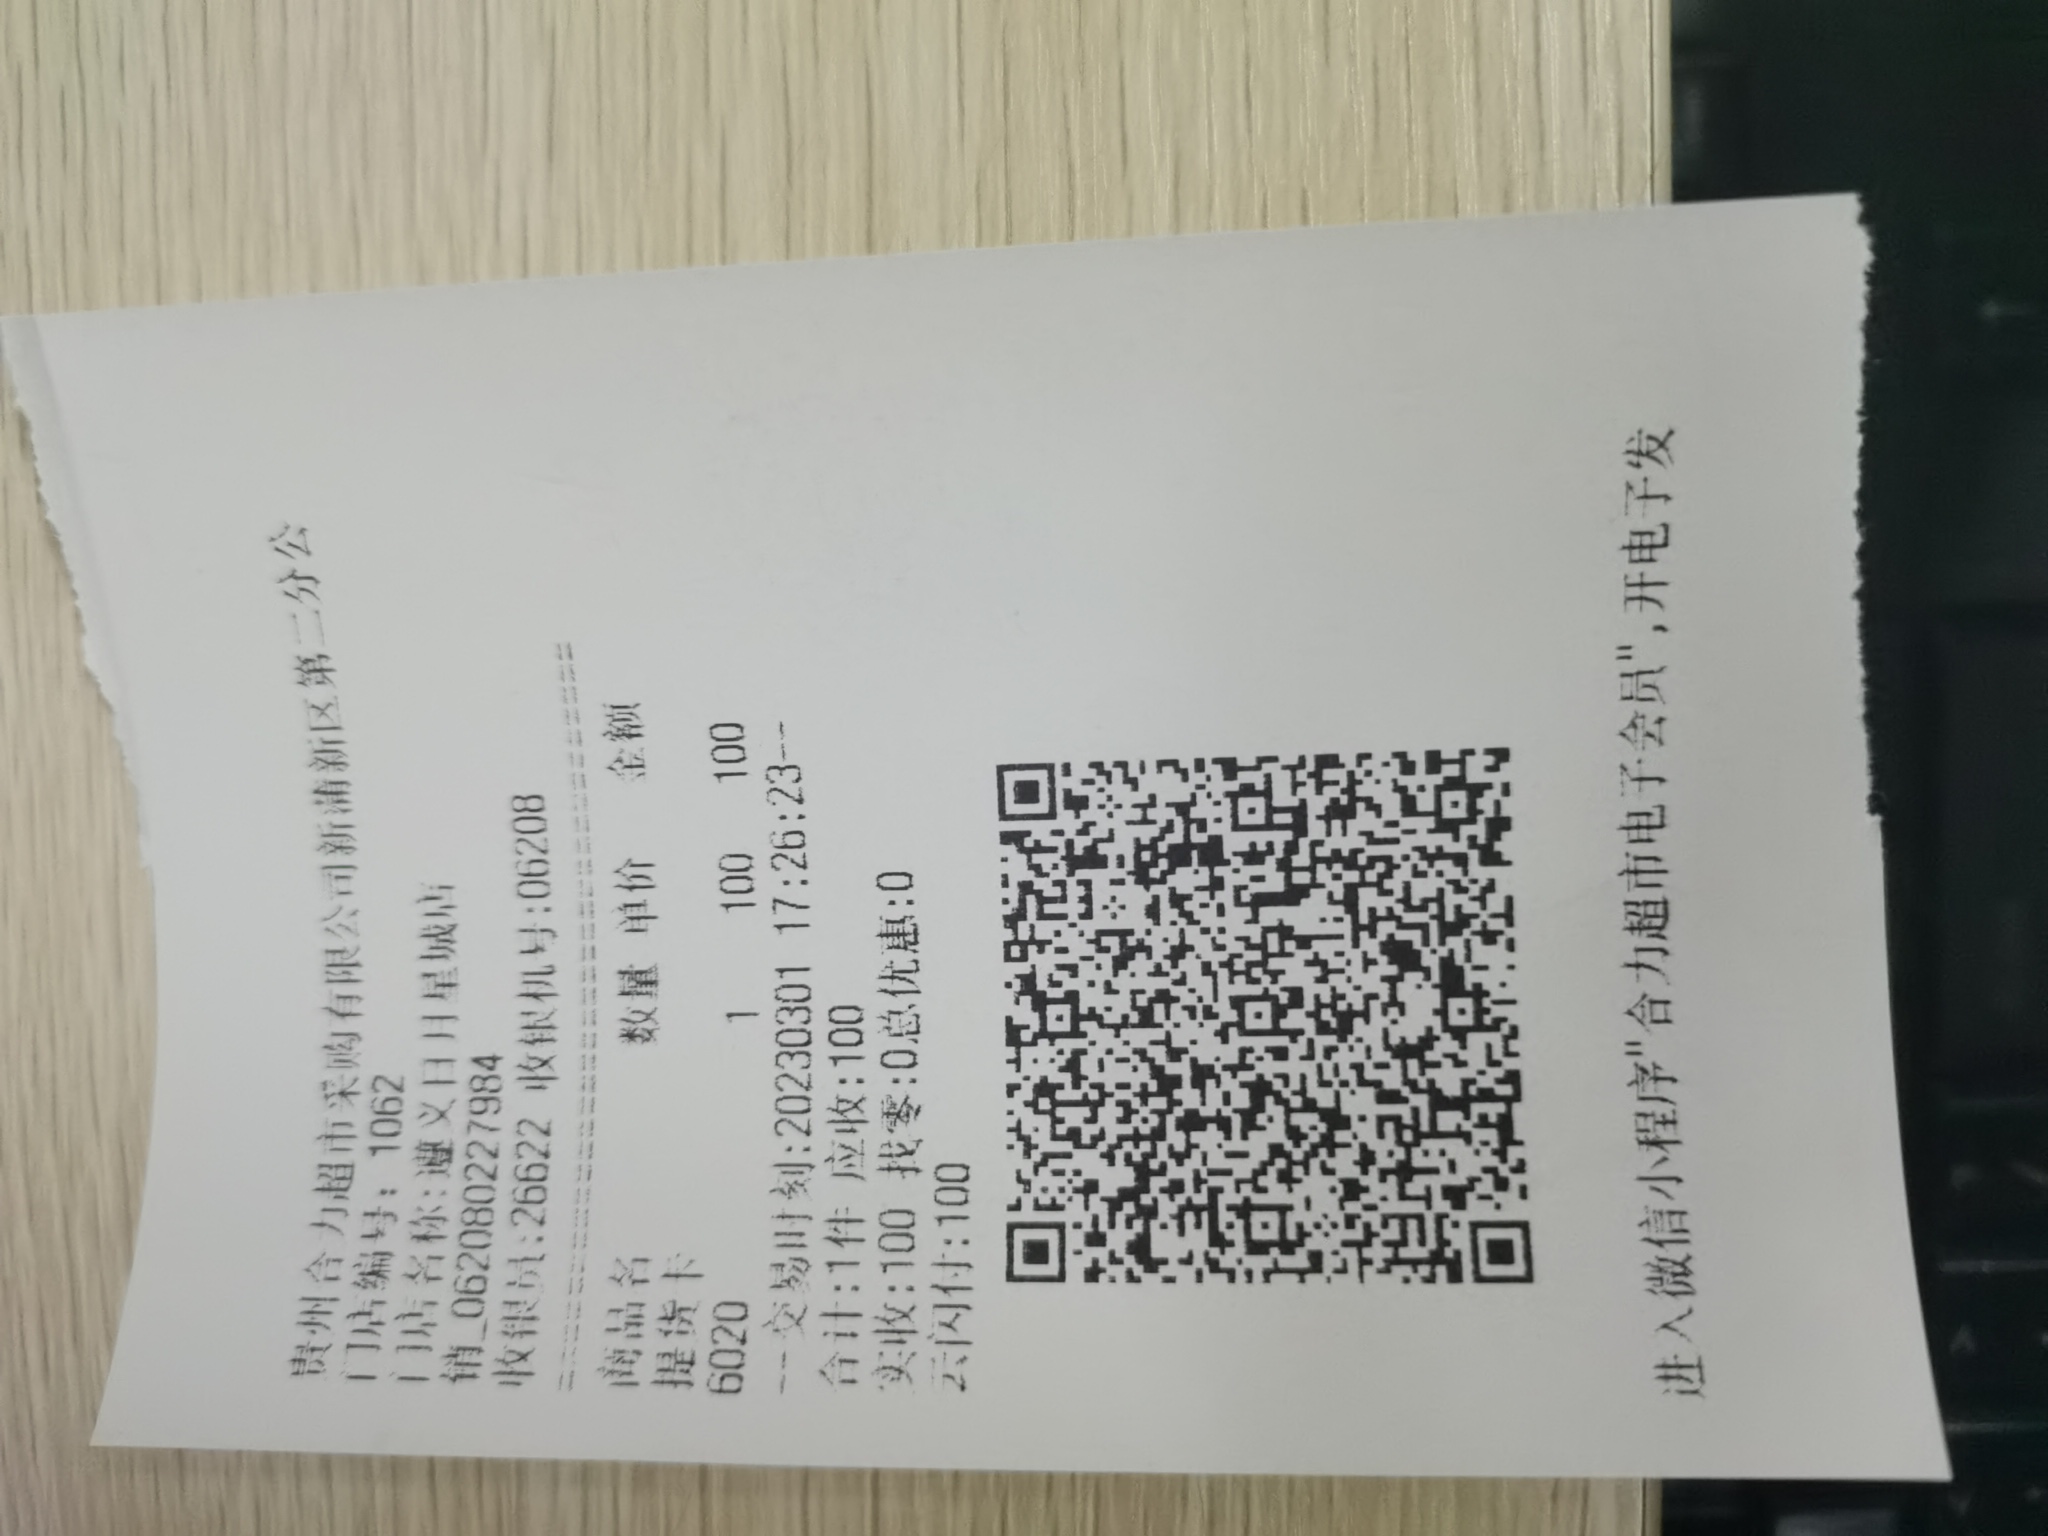 贵州合力超市采购有限公司新蒲新区第二分公
门店编号: 1062
门店名称:遵义日月星城店
销_0620802227984
收银员:26622 收银机号:06208
商品名 数量 单价 金额
提货卡
6020 1 100 100
--交易时刻:20230301 17:26:23--
合计:1件 应收:100
实收:100 找零:0总优惠:0
云闪付:100
进入微信小程序"合力超市电子会员",开电子发